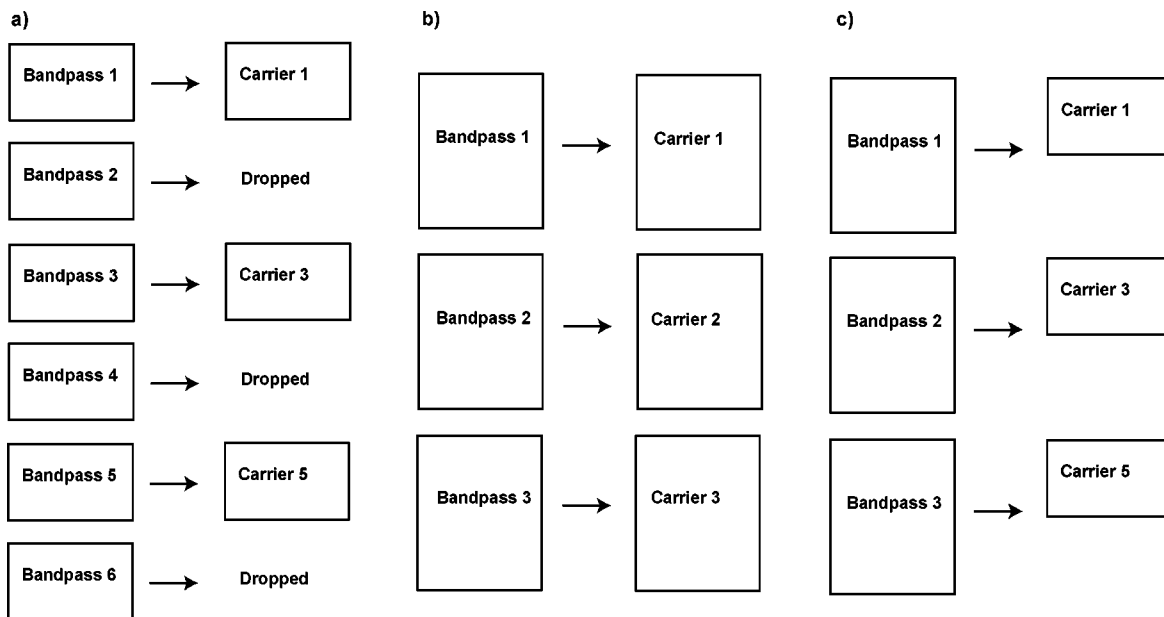 a)
Bandpass 1
Carrier 1
Bandpass 2
Dropped
Bandpass 3
Carrier 3
Bandpass 4
Dropped
Bandpass 5
Carrier 5
Bandpass 6
Dropped
b)
Bandpass 1
Carrier 1
Bandpass 2
Carrier 2
Bandpass 3
Carrier 3
c)
Bandpass 1
Carrier 1
Bandpass 2
Carrier 3
Bandpass 3
Carrier 5